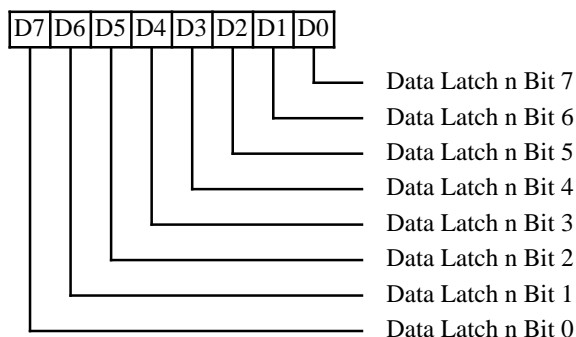 D7 D6 D5 D4 D3 D2 D1 D0
Data Latch n Bit 7
Data Latch n Bit 6
Data Latch n Bit 5
Data Latch n Bit 4
Data Latch n Bit 3
Data Latch n Bit 2
Data Latch n Bit 1
Data Latch n Bit 0